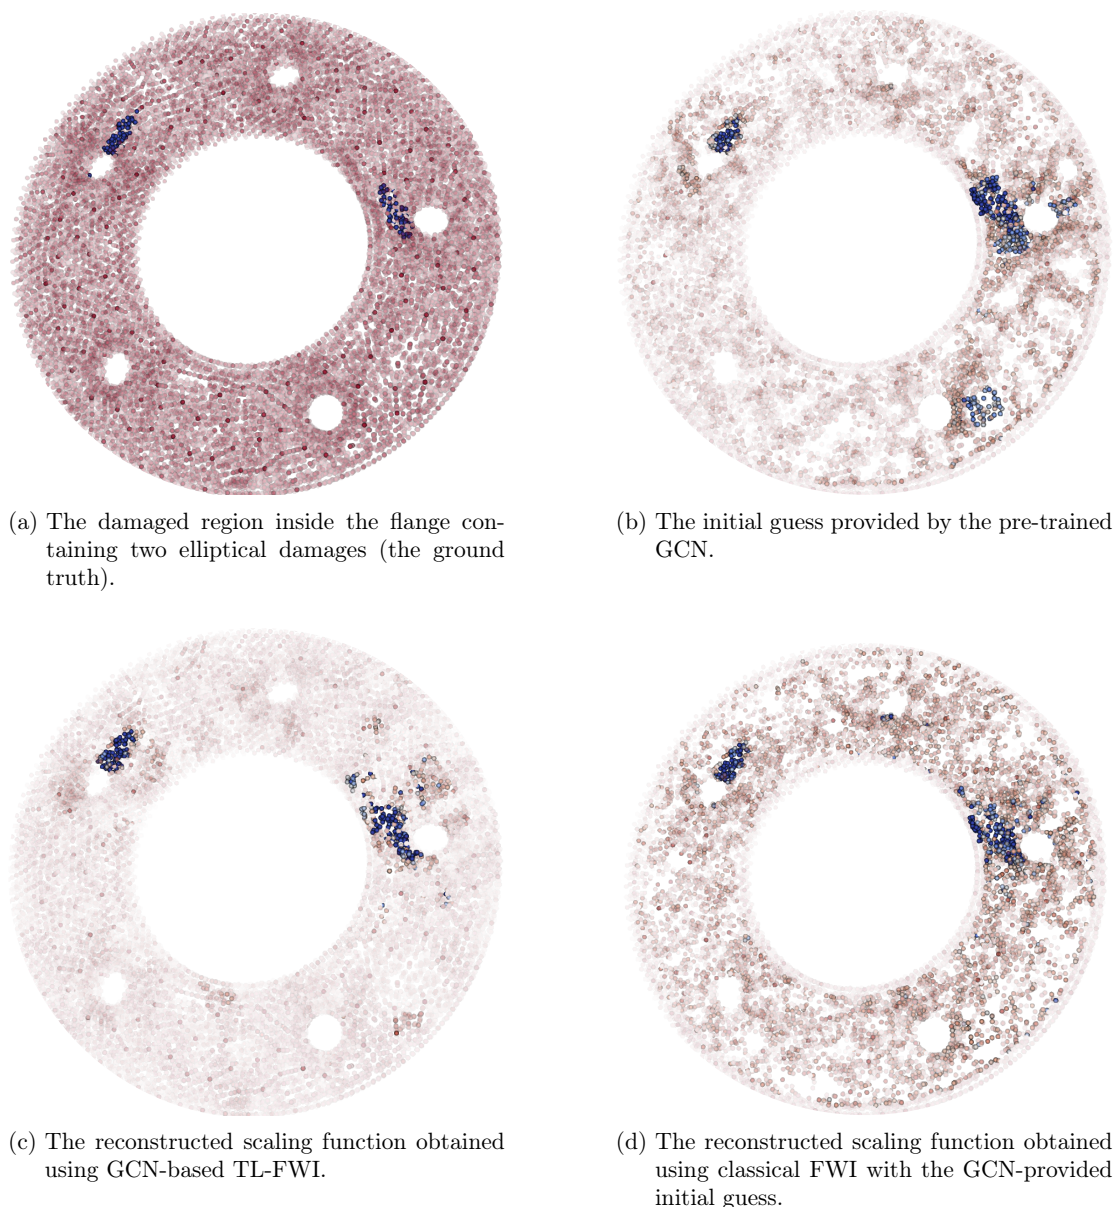 (a) The damaged region inside the flange con-
taining two elliptical damages (the ground
truth).
(b) The initial guess provided by the pre-trained
GCN.
(c) The reconstructed scaling function obtained
using GCN-based TL-FWI.
(d) The reconstructed scaling function obtained
using classical FWI with the GCN-provided
initial guess.